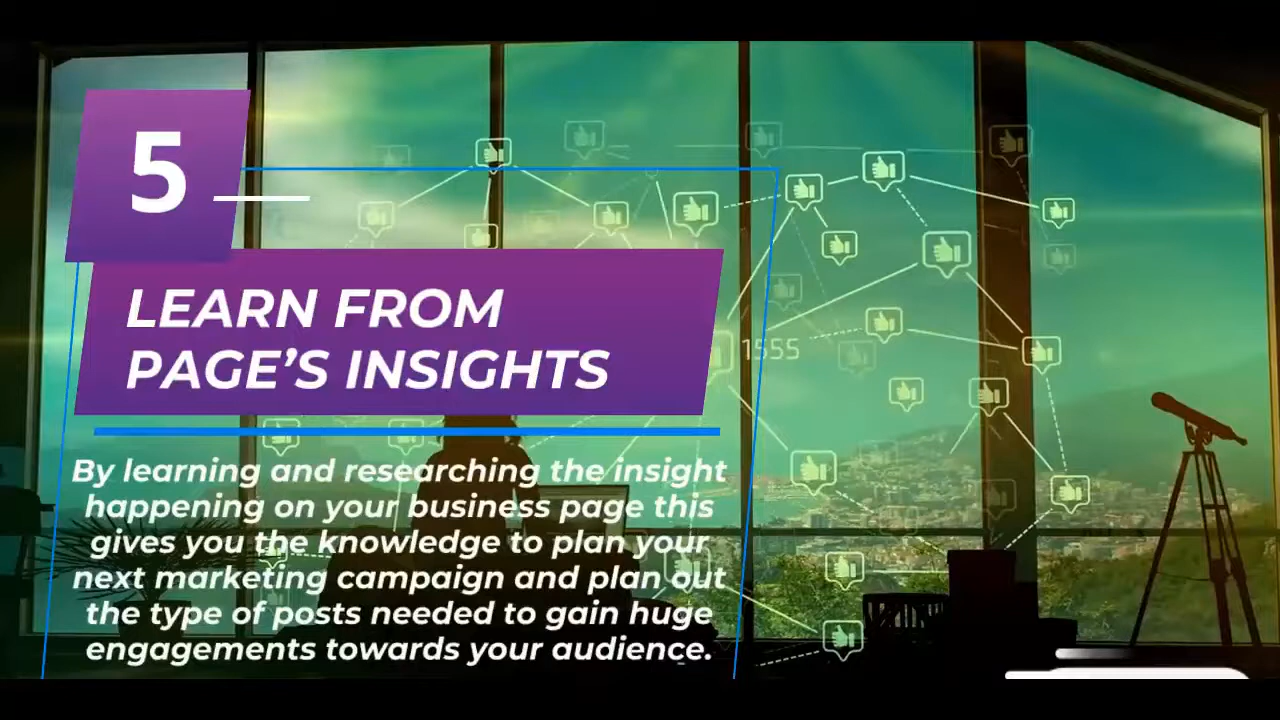 5
LEARN FROM
PAGE’S INSIGHTS
1555
By learning and researching the insight
happening on your business page this
gives you the knowledge to plan your
next marketing campaign and plan out
the type of posts needed to gain huge
engagements towards your audience.